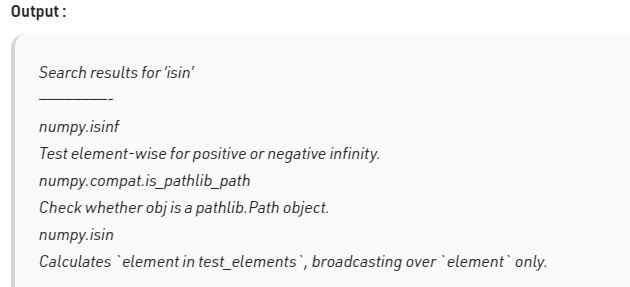 Output :
Search results for ‘isin’
—————————-
numpy.isinf
Test element-wise for positive or negative infinity.
numpy.compat.is_pathlib_path
Check whether obj is a pathlib.Path object.
numpy.isin
Calculates `element in test_elements`, broadcasting over `element` only.